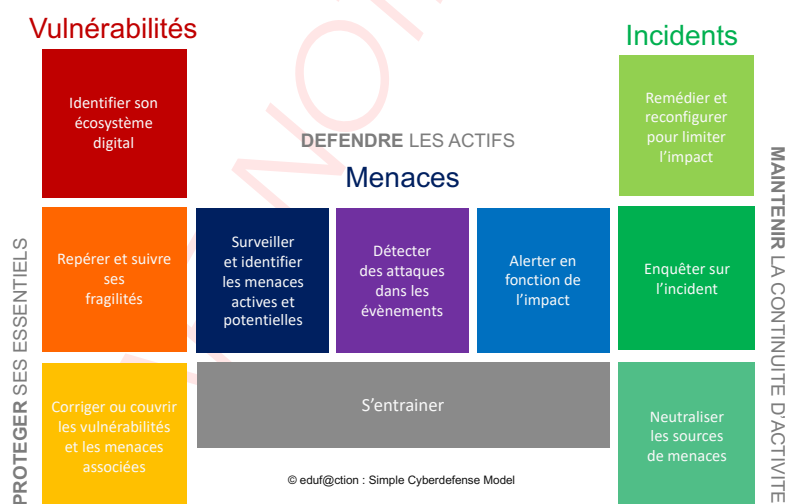 Vulnérabilités
Incidents
Identifier son
écosystème
digital
Remédier et
reconfigurer
pour limiter
l'impact
DEFENDRE LES ACTIFS
Menaces
PROTEGER SES ESSENTIELS
Repérer et suivre
ses
fragilités
Surveiller
et identifier
les menaces
actives et
potentielles
Détecter
des attaques
dans les
évènements
Alerter en
fonction de
l'impact
Enquêter sur
l'incident
MAINTENIR LA CONTINUITE D'ACTIVITE
Corriger ou couvrir
les vulnérabilités
et les menaces
associées
S'entrainer
Neutraliser
les sources
de menaces
© eduf@ction : Simple Cyberdefense Model